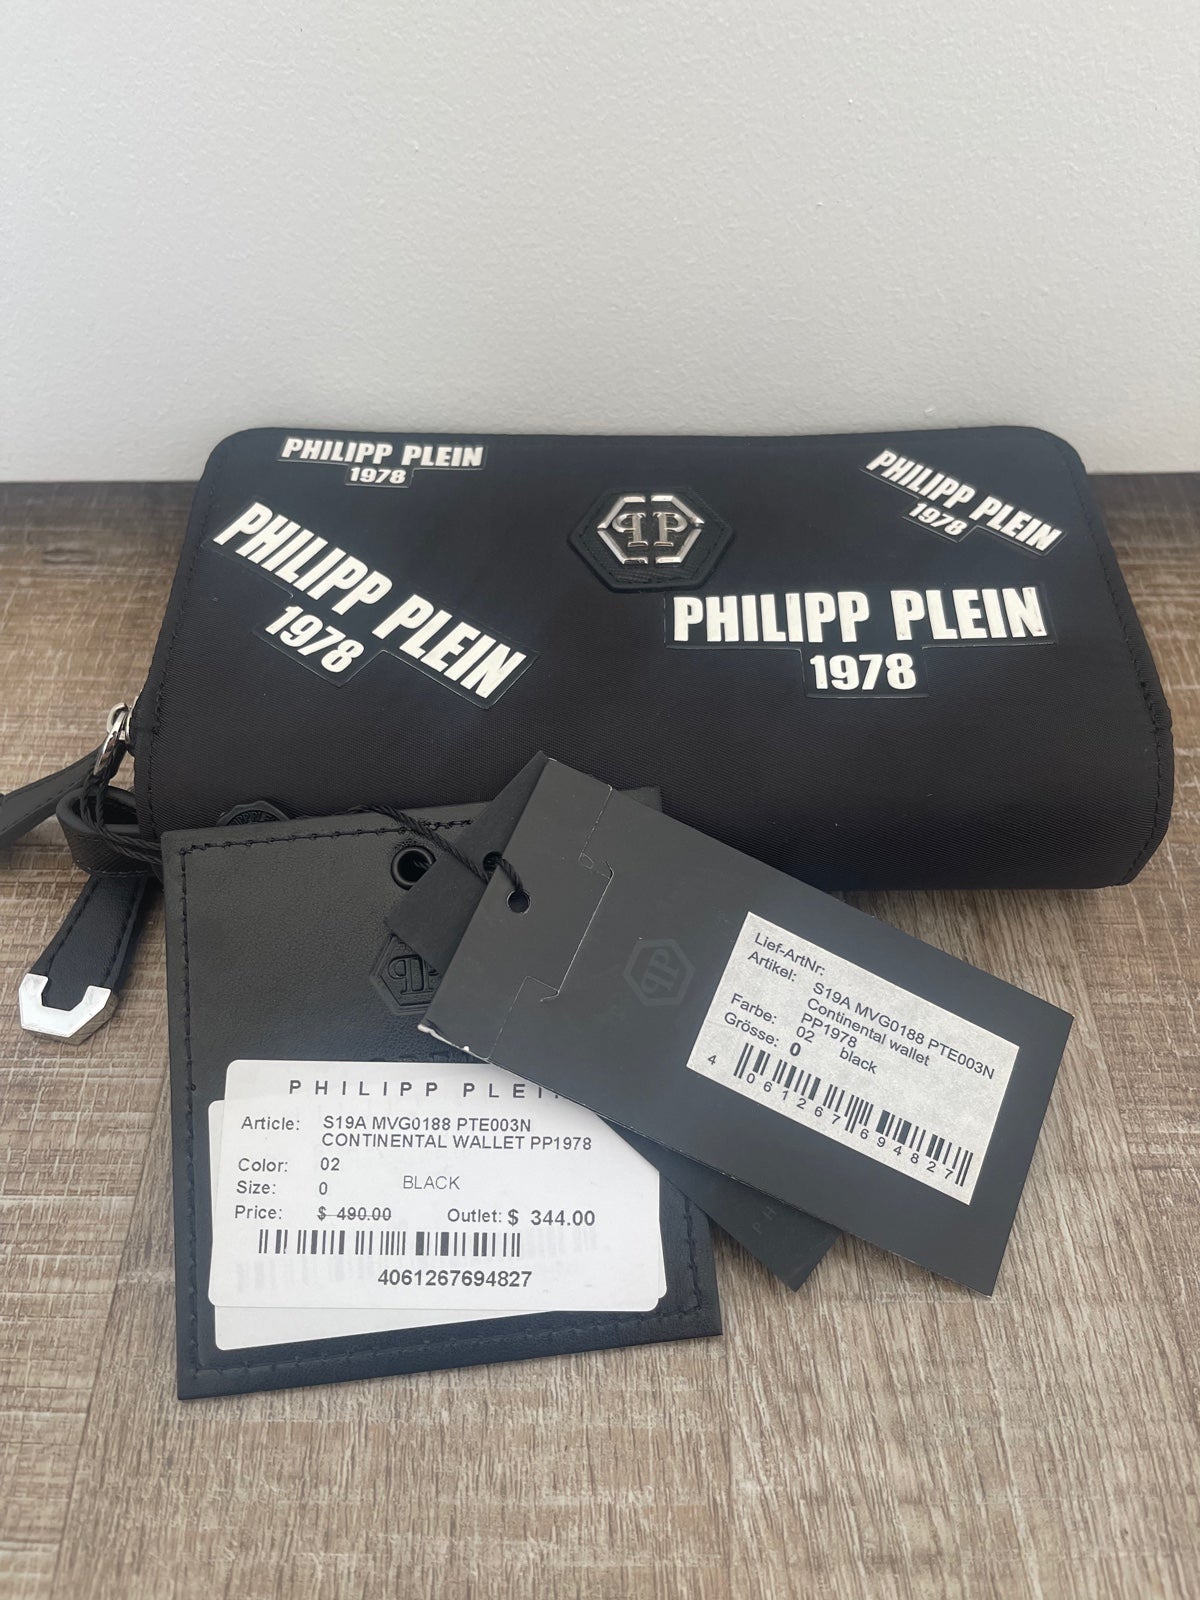 PHILIPP PLEIN
1978
PHILIPP PLEIN
1978
PHILIPP PLEIN
1978
PHILIPP PLEIN
1978
Lief-ArtNr:
Artikel: S19A MVG0188 PTE003N
Continental wallet
PP1978
Farbe: 02 black
Grösse: 0
4 061267 694827
PHILIPP PLEI
Article: S19A MVG0188 PTE003N
CONTINENTAL WALLET PP1978
Color: 02 BLACK
Size: 0
Price: $ 490.00 Outlet: $ 344.00
4061267694827